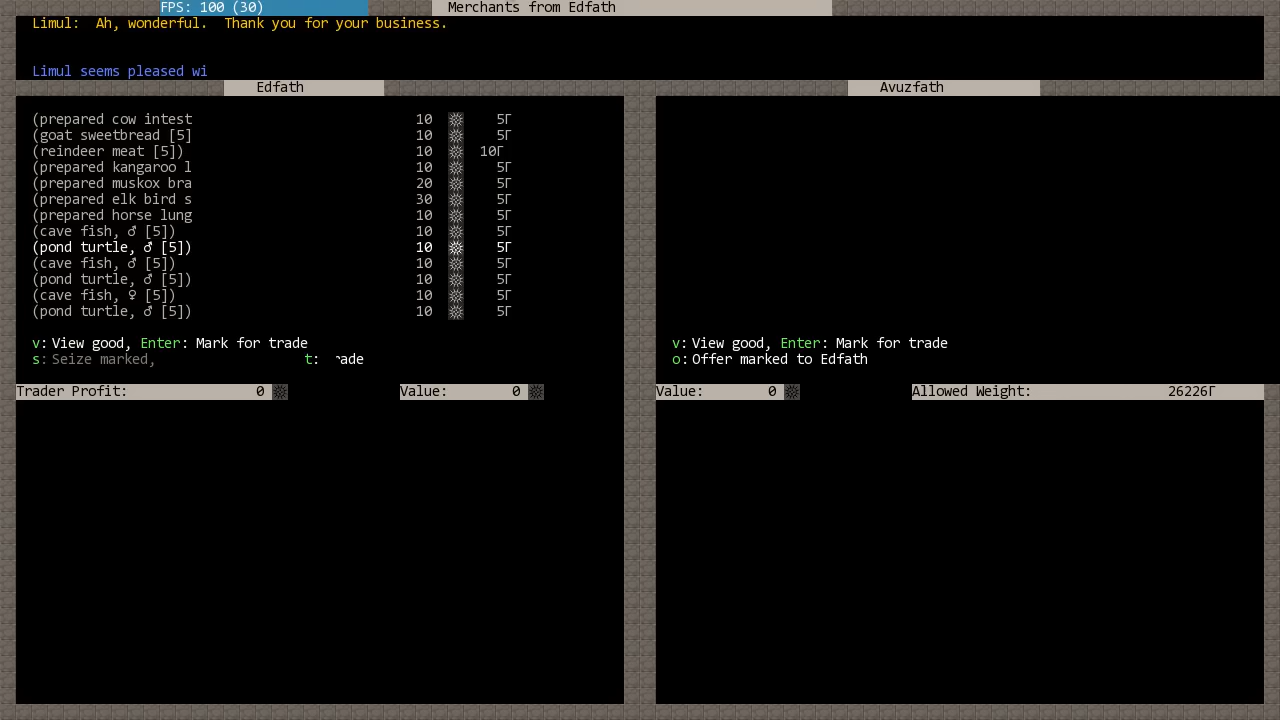 FPS: 100 (30) Merchants from Edfath
Limul: Ah, wonderful. Thank you for your business.
Limul seems pleased wi
Edfath Avuzfath
(prepared cow intest 10 ☼ 5Γ
(goat sweetbread [5] 10 ☼ 5Γ
(reindeer meat [5]) 10 ☼ 10Γ
(prepared kangaroo l 10 ☼ 5Γ
(prepared muskox bra 20 ☼ 5Γ
(prepared elk bird s 30 ☼ 5Γ
(prepared horse lung 10 ☼ 5Γ
(cave fish, ♂ [5]) 10 ☼ 5Γ
(pond turtle, ♂ [5]) 10 ☼ 5Γ
(cave fish, ♂ [5]) 10 ☼ 5Γ
(pond turtle, ♂ [5]) 10 ☼ 5Γ
(cave fish, ♀ [5]) 10 ☼ 5Γ
(pond turtle, ♂ [5]) 10 ☼ 5Γ
v: View good, Enter: Mark for trade v: View good, Enter: Mark for trade
s: Seize marked, t: rade o: Offer marked to Edfath
Trader Profit: 0 ☼ Value: 0 ☼ Value: 0 ☼ Allowed Weight: 26226Γ